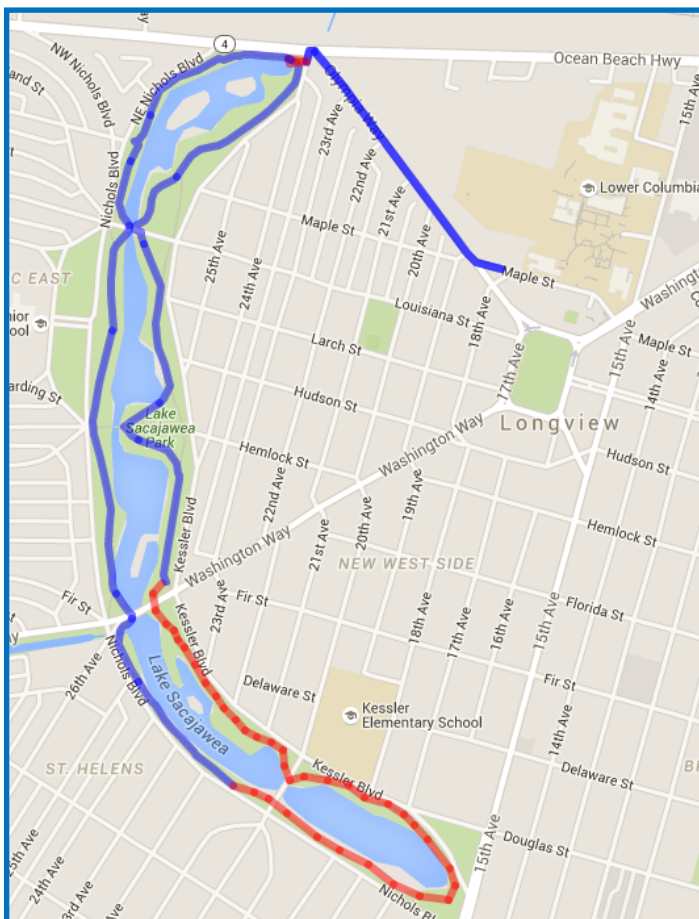 4
Ocean Beach Hwy
NW Nichols Blvd
NE Nichols Blvd
Olympia Way
15th Ave
23rd Ave
22nd Ave
21st Ave
20th Ave
Lower Columbia
Nichols Blvd
Maple St
25th Ave
24th Ave
Maple St
18th Ave
Washington
EAST
Louisiana St
17th Ave
15th Ave
Maple St
Larch St
14th Ave
Hudson St
Lake
Sacajawea
Park
Longview
Washington Way
Hemlock St
Hudson St
Kessler Blvd
22nd Ave
21st Ave
20th Ave
19th Ave
Hemlock St
Washington Way
NEW WEST SIDE
Fir St
Kessler Blvd
23rd Ave
Fir St
18th Ave
17th Ave
16th Ave
15th Ave
Florida St
26th Ave
Nichols Blvd
Lake Sacajawea
Delaware St
Fir St
Kessler
Elementary School
14th Ave
ST. HELENS
Kessler Blvd
Delaware St
15th Ave
Douglas St
25th Ave
24th Ave
23rd Ave
Nichols